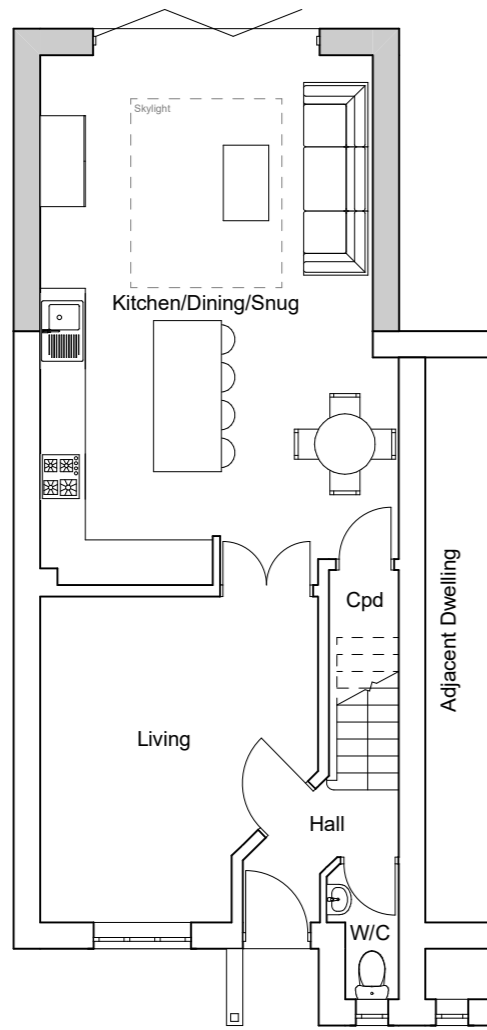 Skylight
Kitchen/Dining/Snug
Cpd
Adjacent Dwelling
Living
Hall
W/C